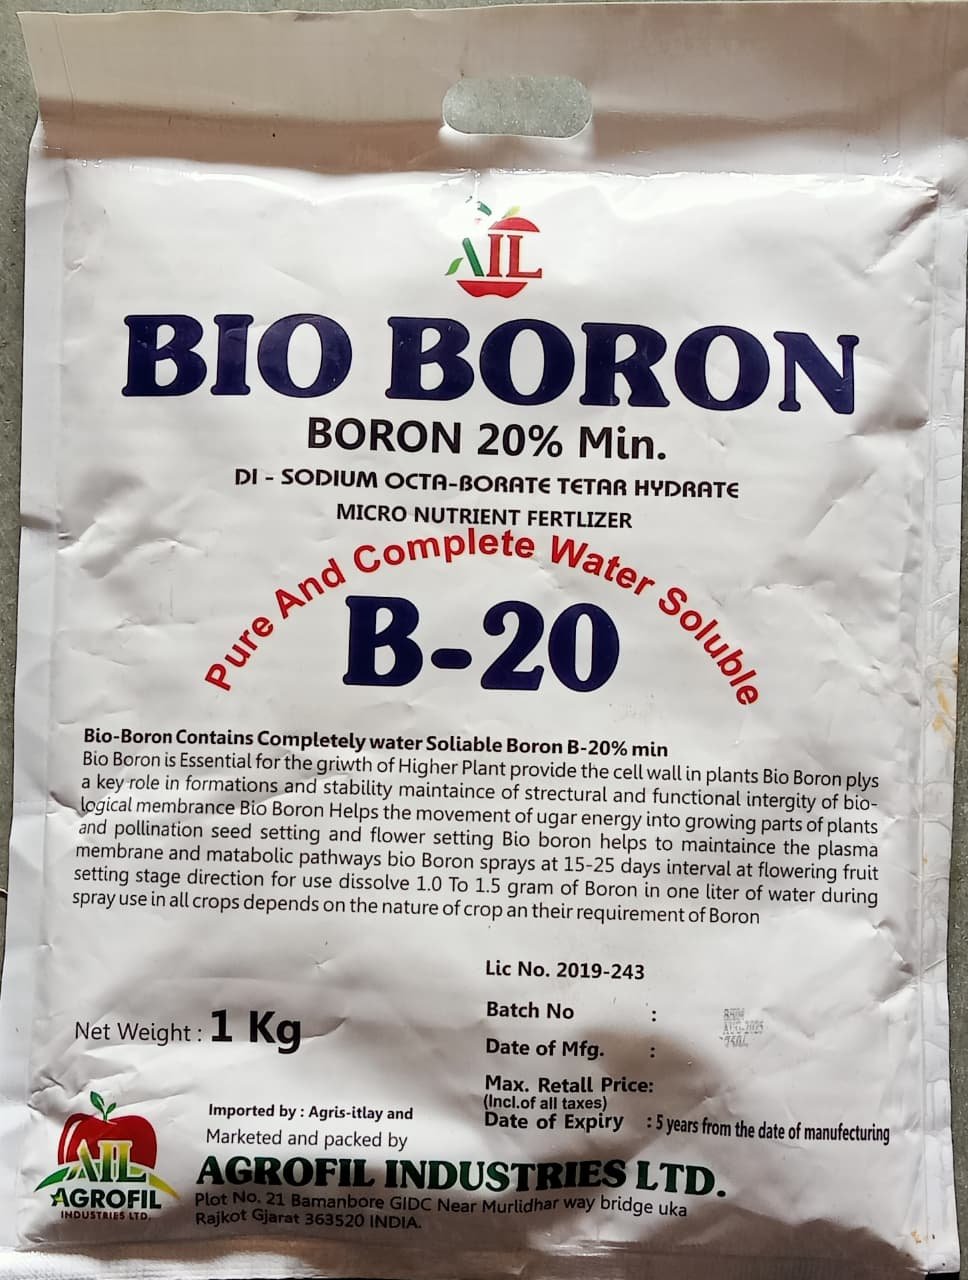 AIL
BIO BORON
BORON 20% Min.
DI - SODIUM OCTA-BORATE TETAR HYDRATE
MICRO NUTRIENT FERTLIZER
Pure And Complete Water Soluble
B-20
Bio-Boron Contains Completely water Soliable Boron B-20% min
Bio Boron is Essential for the griwth of Higher Plant provide the cell wall in plants Bio Boron plys
a key role in formations and stability maintaince of strectural and functional intergity of bio-
logical membrance Bio Boron Helps the movement of ugar energy into growing parts of plants
and pollination seed setting and flower setting Bio boron helps to maintaince the plasma
membrane and matabolic pathways bio Boron sprays at 15-25 days interval at flowering fruit
setting stage direction for use dissolve 1.0 To 1.5 gram of Boron in one liter of water during
spray use in all crops depends on the nature of crop an their requirement of Boron
Lic No. 2019-243
Batch No :
Date of Mfg. :
Max. Retall Price:
(Incl.of all taxes)
Date of Expiry : 5 years from the date of manufecturing
Net Weight : 1 Kg
Imported by : Agris-itlay and
Marketed and packed by
AGROFIL INDUSTRIES LTD.
Plot No. 21 Bamanbore GIDC Near Murlidhar way bridge uka
Rajkot Gjarat 363520 INDIA.
AIL
AGROFIL
INDUSTRIES LTD.